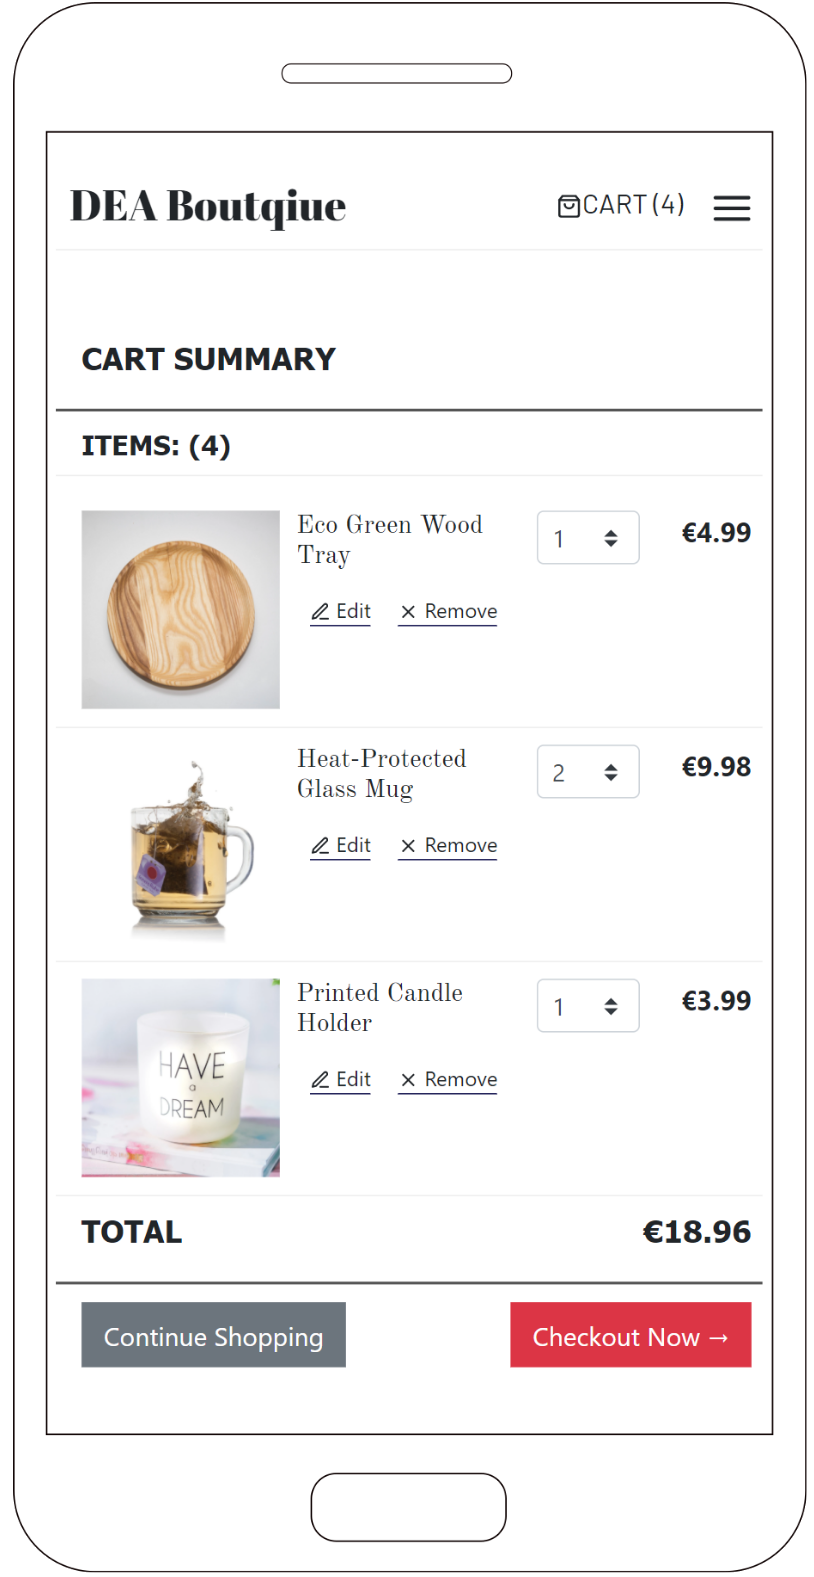 DEA Boutqiue
CART (4)
CART SUMMARY
ITEMS: (4)
Eco Green Wood
Tray
1
€4.99
Edit
Remove
Heat-Protected
Glass Mug
2
€9.98
Edit
Remove
Printed Candle
Holder
1
€3.99
Edit
Remove
HAVE
a
DREAM
TOTAL
€18.96
Continue Shopping
Checkout Now →